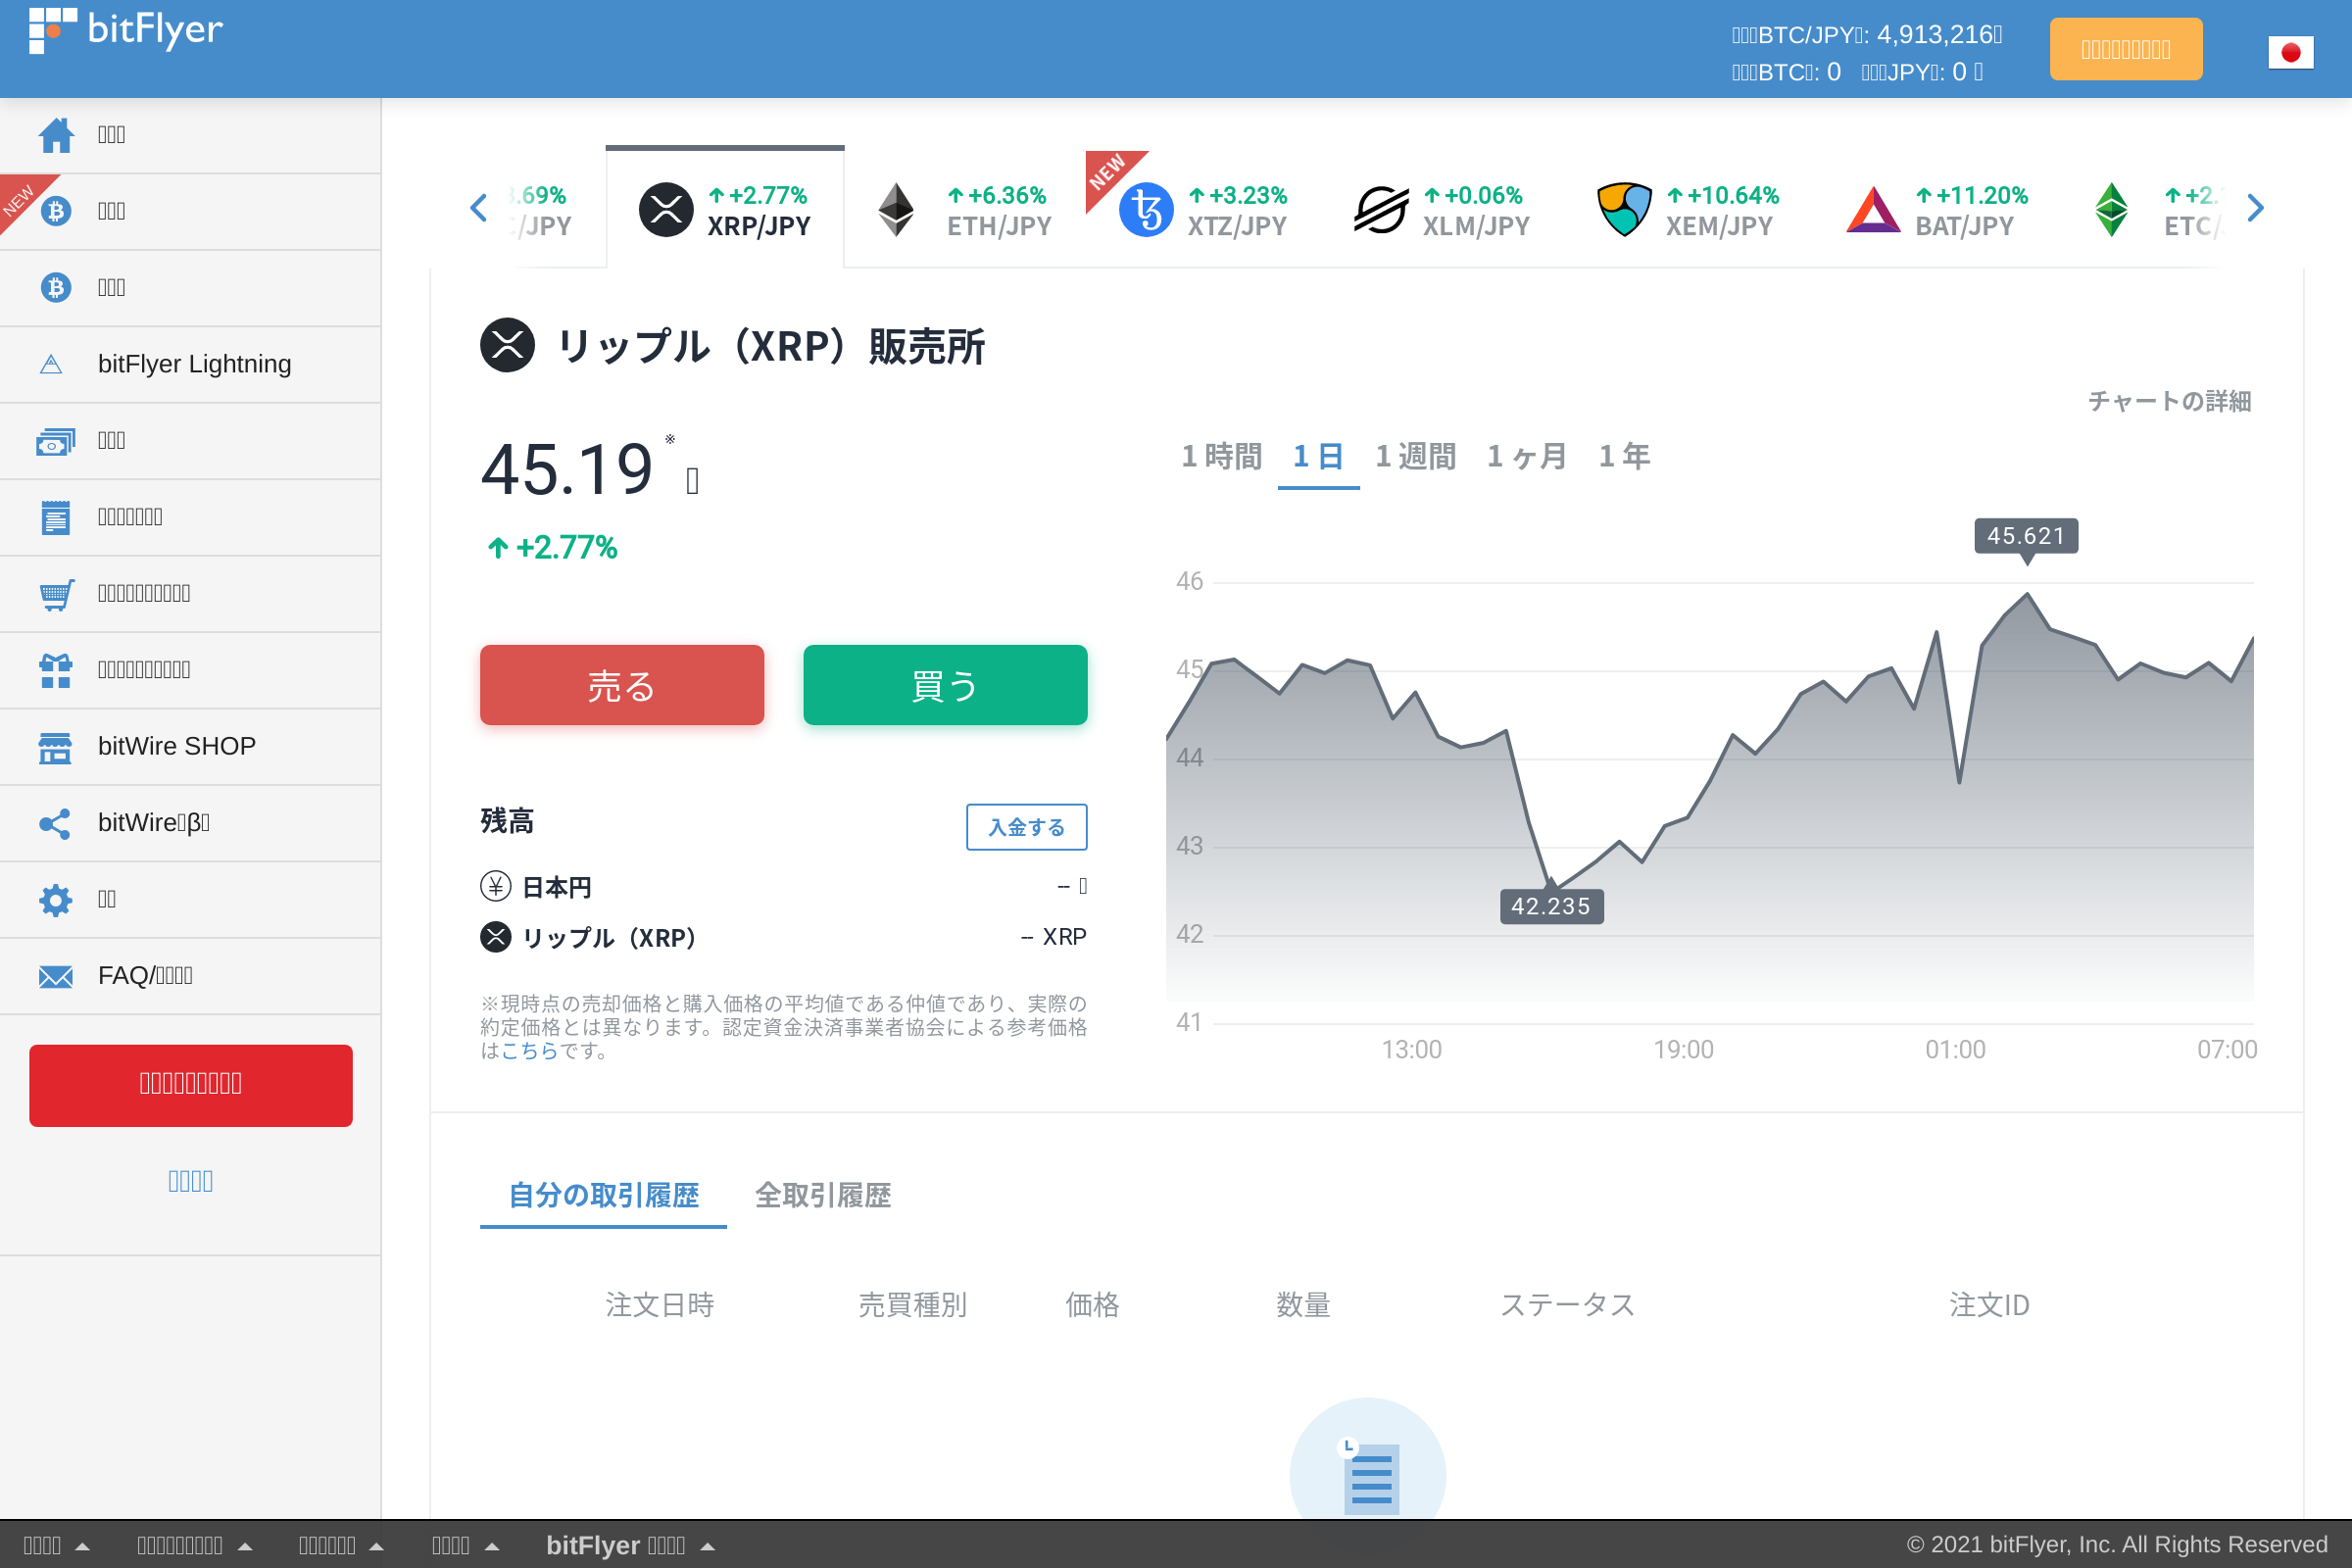 bitFlyer
BTC/JPY: 4,913,216
BTC: 0 JPY: 0
NEW
bitFlyer Lightning
bitWire SHOP
bitWire β
FAQ/
.69%
/JPY
+2.77%
XRP/JPY
+6.36%
ETH/JPY
NEW
+3.23%
XTZ/JPY
+0.06%
XLM/JPY
+10.64%
XEM/JPY
+11.20%
BAT/JPY
+2.
ETC/
リップル（XRP）販売所
チャートの詳細
45.19 ※
+2.77%
1 時間 1 日 1 週間 1 ヶ月 1 年
売る 買う
残高 入金する
日本円 --
リップル（XRP） -- XRP
※現時点の売却価格と購入価格の平均値である仲値であり、実際の
約定価格とは異なります。認定資金決済事業者協会による参考価格
はこちらです。
45.621
46
45
44
43
42.235
42
41
13:00 19:00 01:00 07:00
自分の取引履歴 全取引履歴
注文日時 売買種別 価格 数量 ステータス 注文ID
bitFlyer
© 2021 bitFlyer, Inc. All Rights Reserved